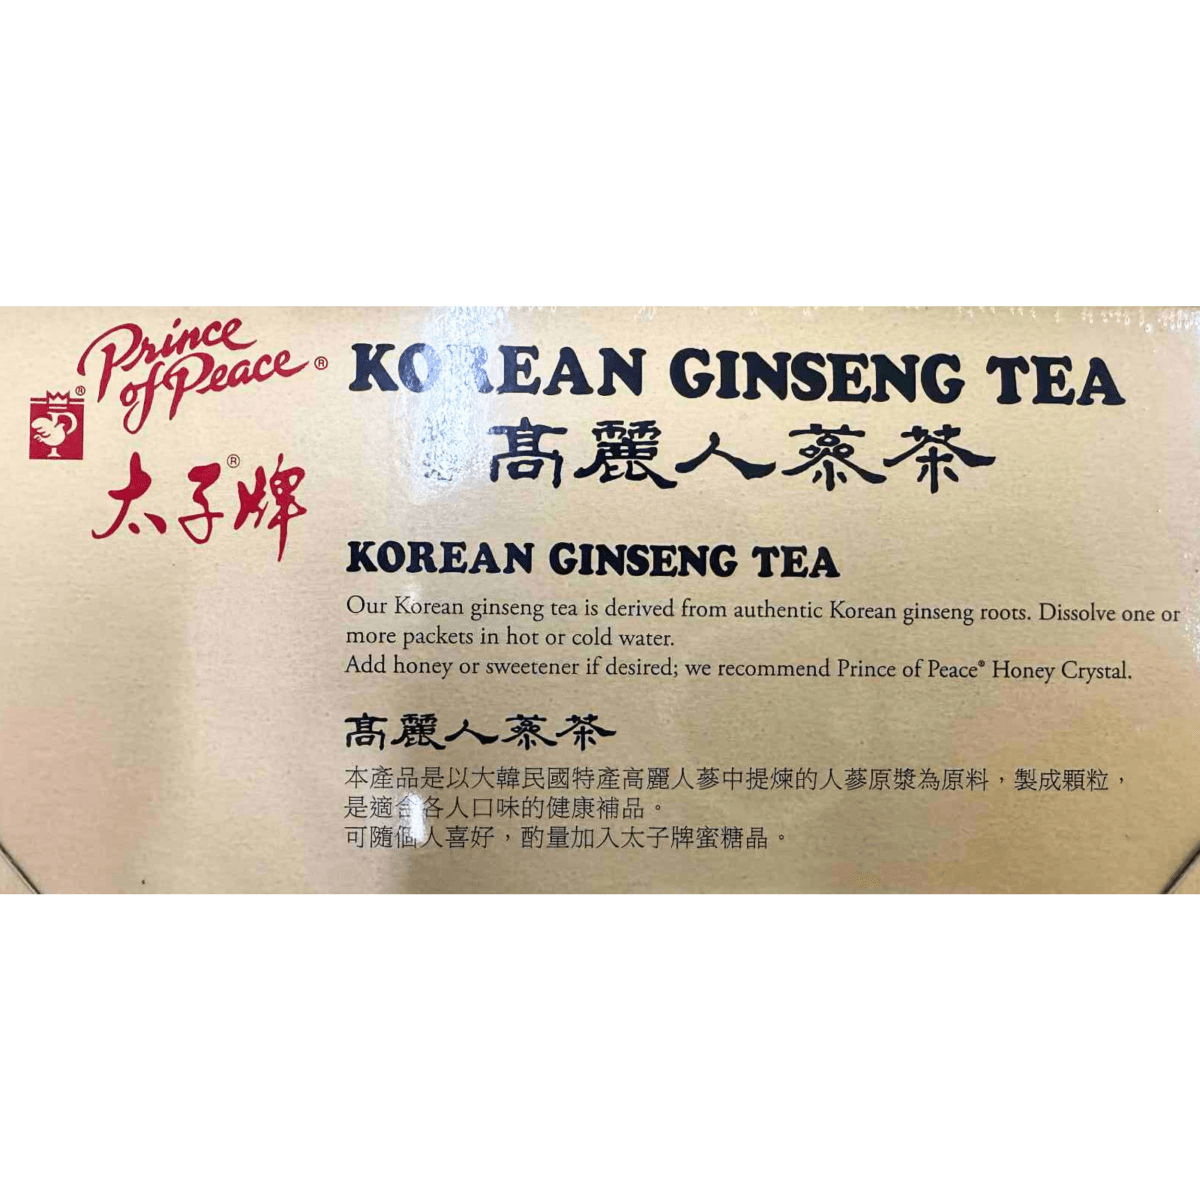 Prince
of Peace®
®
太子®牌
KOREAN GINSENG TEA
高麗人蔘茶
KOREAN GINSENG TEA
Our Korean ginseng tea is derived from authentic Korean ginseng roots. Dissolve one or
more packets in hot or cold water.
Add honey or sweetener if desired; we recommend Prince of Peace® Honey Crystal.
高麗人蔘茶
本產品是以大韓民國特產高麗人蔘中提煉的人蔘原漿為原料，製成顆粒，
是適合各人口味的健康補品。
可隨個人喜好，酌量加入太子牌蜜糖晶。